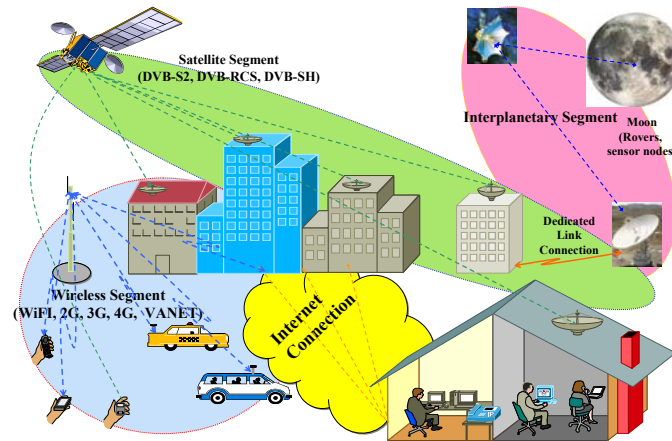 Satellite Segment
(DVB-S2, DVB-RCS, DVB-SH)
Interplanetary Segment
Moon
(Rovers,
sensor nodes)
Dedicated
Link
Connection
Wireless Segment
(WiFI, 2G, 3G, 4G, VANET)
Internet
Connection
IP